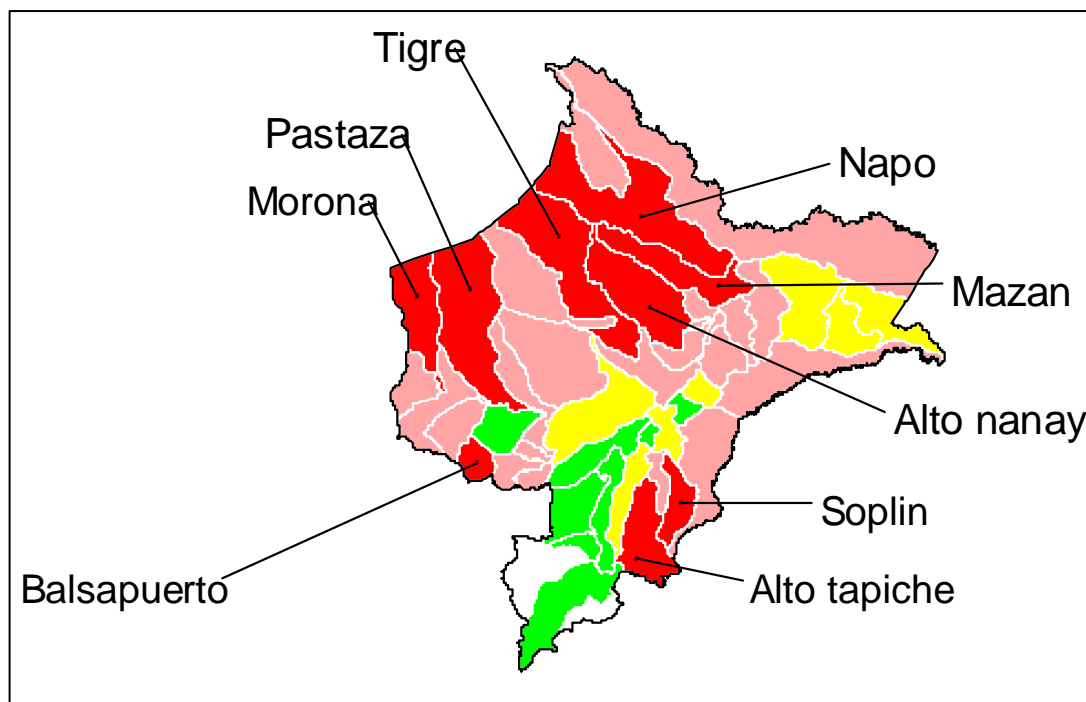 Tigre
Pastaza
Napo
Morona
Mazan
Alto nanay
Soplin
Balsapuerto
Alto tapiche